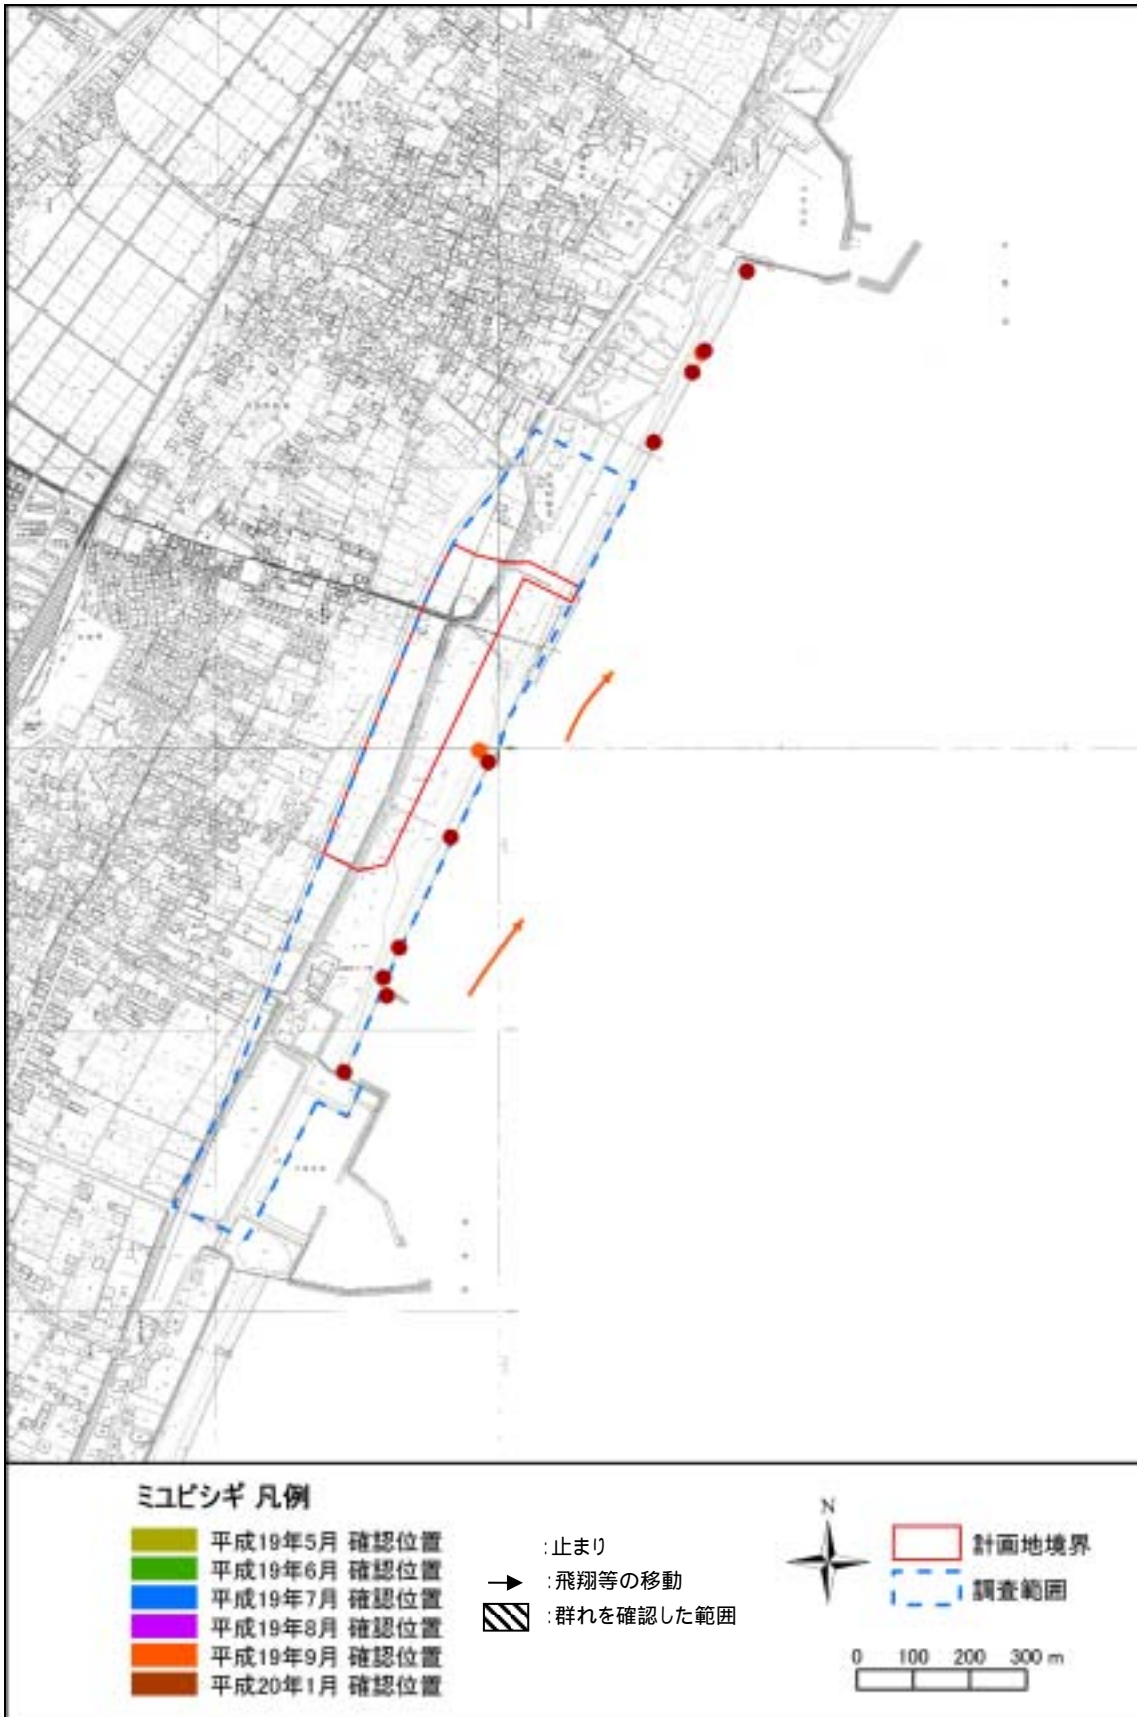 ミユビシギ 凡例
平成19年5月 確認位置
平成19年6月 確認位置
平成19年7月 確認位置
平成19年8月 確認位置
平成19年9月 確認位置
平成20年1月 確認位置
:止まり
:飛翔等の移動
:群れを確認した範囲
N
計画地境界
調査範囲
0 100 200 300 m